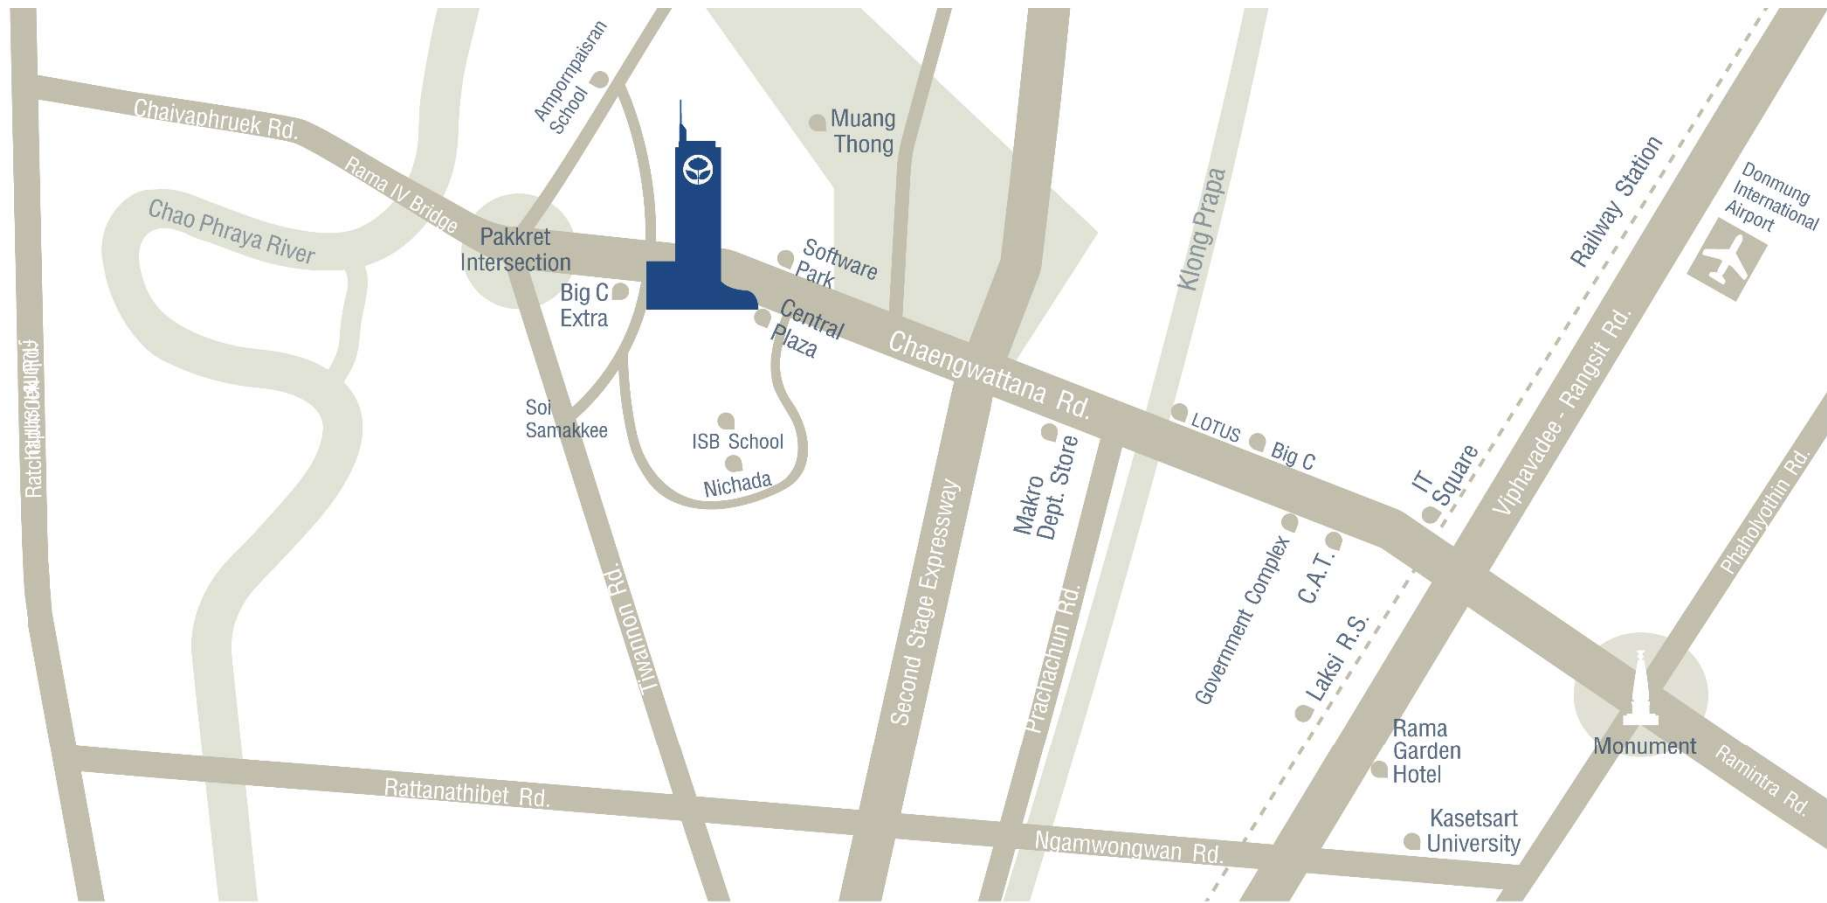 Ampornpaisran
School
Chaivaphruek Rd.
Rama IV Bridge
Muang
Thong
Chao Phraya River
Pakkret
Intersection
Software
Park
Big C
Extra
Central
Plaza
Klong Prapa
Railway Station
Donmung
International
Airport
Chaengwattana Rd.
Viphavadee - Rangsit Rd.
Soi
Samakkee
ISB School
Nichada
LOTUS
Big C
IT
Square
Makro
Dept. Store
Phaholyothin Rd.
Second Stage Expressway
Government Complex
C.A.T.
Tiwannon Rd.
Prachachun Rd.
Laksi R.S.
Rama
Garden
Hotel
Monument
Ramintra Rd.
Rattanathibet Rd.
Kasetsart
University
Ngamwongwan Rd.